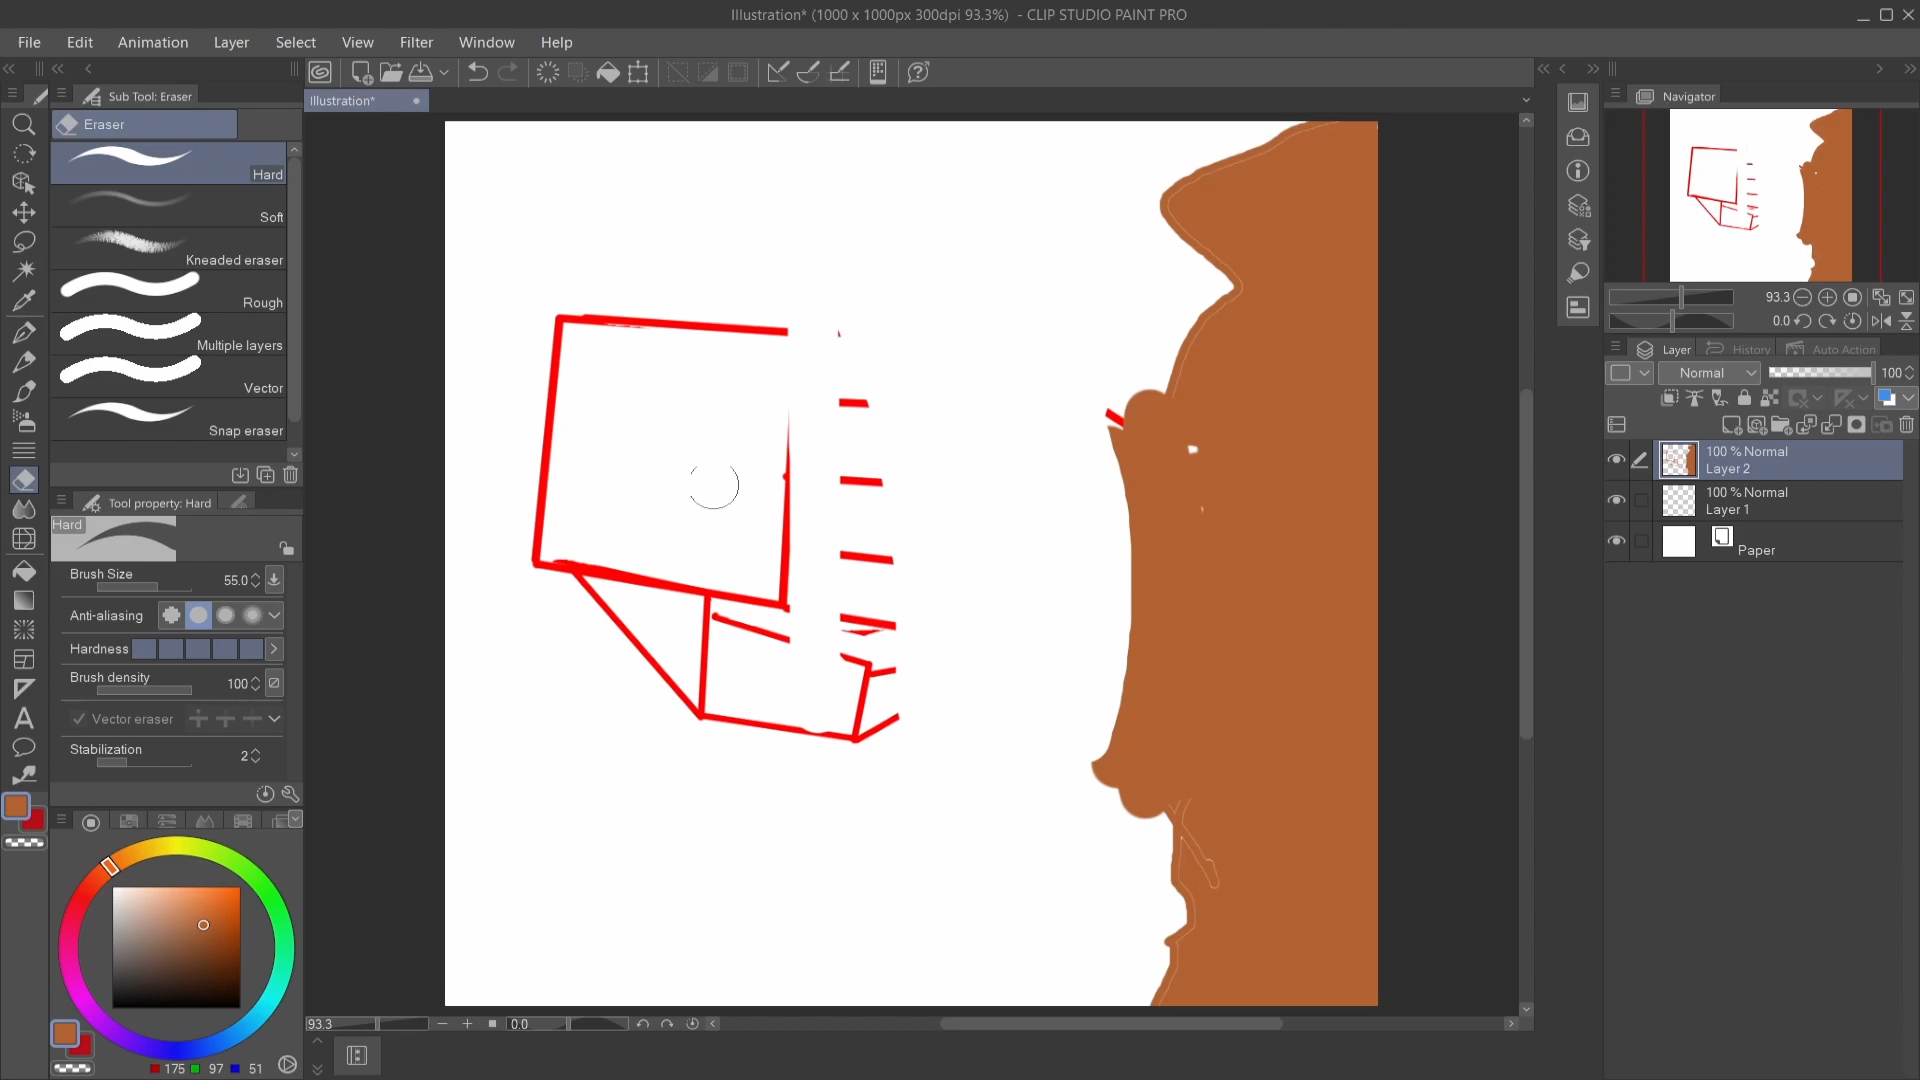 Illustration* (1000 x 1000px 300dpi 93.3%) - CLIP STUDIO PAINT PRO
File Edit Animation Layer Select View Filter Window Help
Sub Tool: Eraser
Illustration*
Navigator
Eraser
Hard
Soft
Kneaded eraser
Rough
Multiple layers
Vector
Snap eraser
93.3
0.0
Layer History Auto Action
Normal 100
100 % Normal
Layer 2
100 % Normal
Layer 1
Paper
Tool property: Hard
Hard
Brush Size 55.0
Anti-aliasing
Hardness
Brush density 100
Vector eraser
Stabilization 2
93.3 0.0
175 97 51